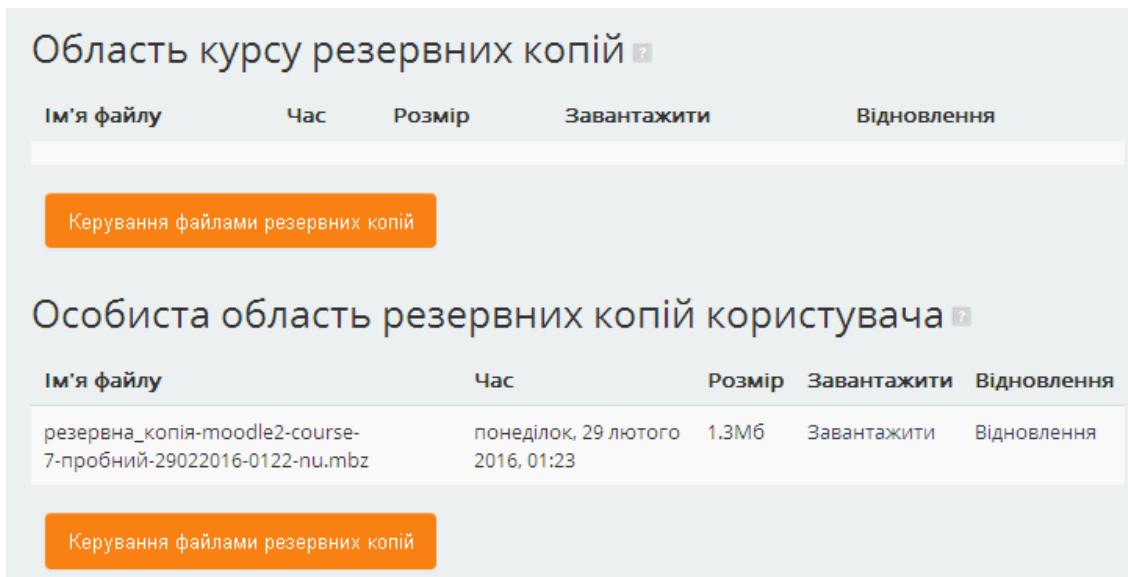 Область курсу резервних копій ?
Ім'я файлу Час Розмір Завантажити Відновлення
Керування файлами резервних копій
Особиста область резервних копій користувача ?
Ім'я файлу Час Розмір Завантажити Відновлення
резервна_копія-moodle2-course- понеділок, 29 лютого 1.3Мб Завантажити Відновлення
7-пробний-29022016-0122-nu.mbz 2016, 01:23
Керування файлами резервних копій